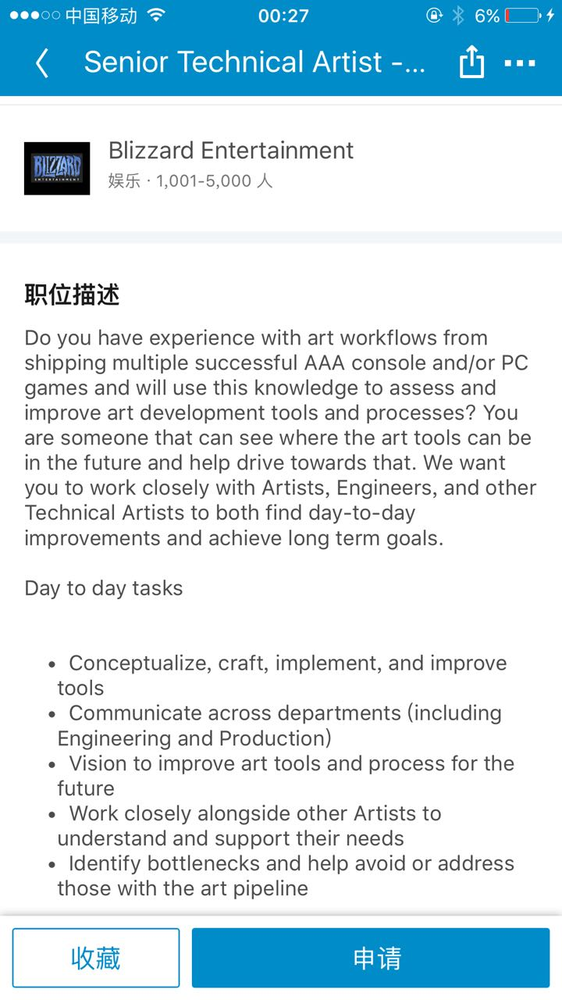 中国移动
00:27
6%
Senior Technical Artist -...
BLIZZARD
ENTERTAINMENT
Blizzard Entertainment
娱乐 · 1,001-5,000 人
职位描述
Do you have experience with art workflows from
shipping multiple successful AAA console and/or PC
games and will use this knowledge to assess and
improve art development tools and processes? You
are someone that can see where the art tools can be
in the future and help drive towards that. We want
you to work closely with Artists, Engineers, and other
Technical Artists to both find day-to-day
improvements and achieve long term goals.
Day to day tasks
• Conceptualize, craft, implement, and improve
tools
• Communicate across departments (including
Engineering and Production)
• Vision to improve art tools and process for the
future
• Work closely alongside other Artists to
understand and support their needs
• Identify bottlenecks and help avoid or address
those with the art pipeline
收藏
申请